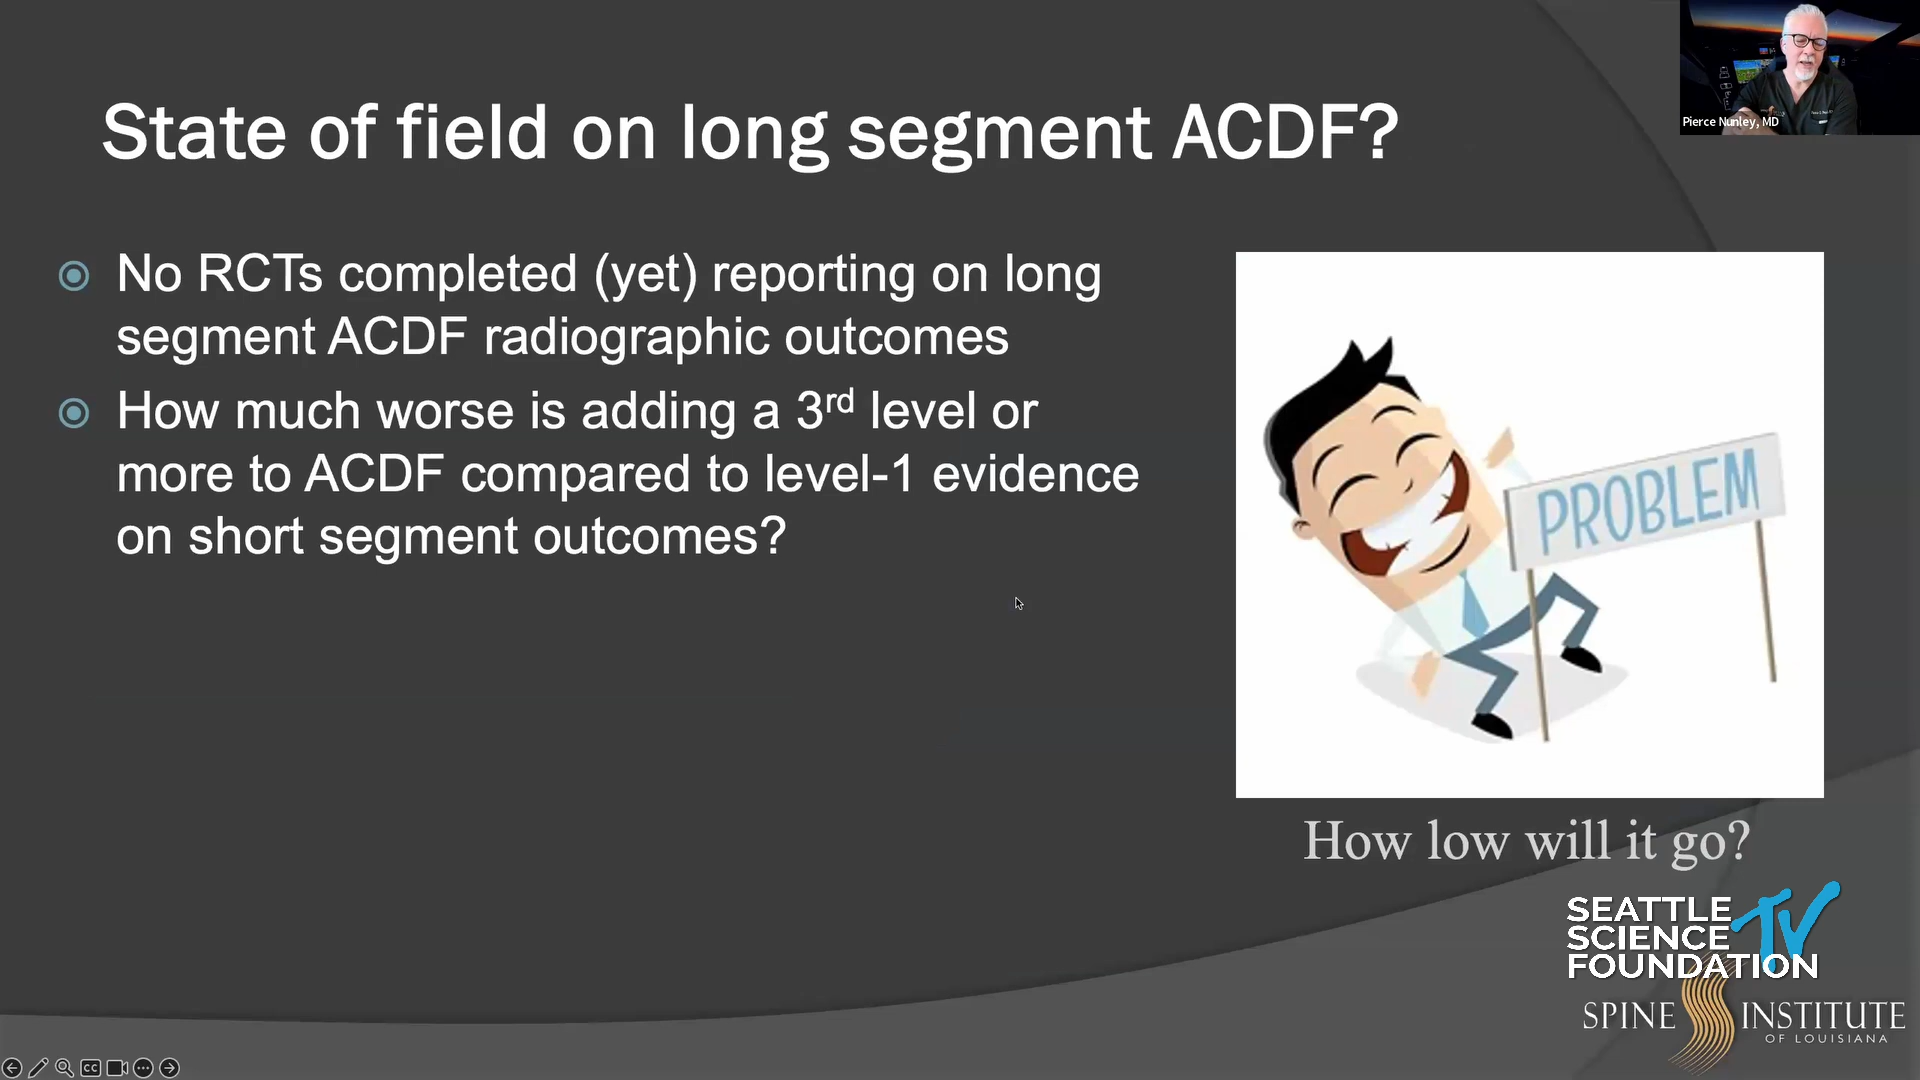 State of field on long segment ACDF?
Pierce Nunley, MD
No RCTs completed (yet) reporting on long
segment ACDF radiographic outcomes
How much worse is adding a 3rd level or
more to ACDF compared to level-1 evidence
on short segment outcomes?
PROBLEM
How low will it go?
SEATTLE
SCIENCE
FOUNDATION
TV
SPINE INSTITUTE
OF LOUISIANA
CC